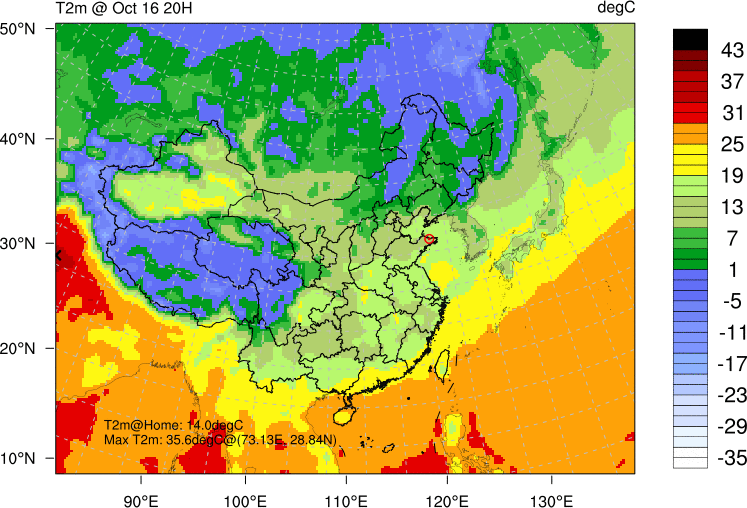 T2m @ Oct 16 20H
degC
50°N
40°N
30°N
20°N
10°N
90°E
100°E
110°E
120°E
130°E
T2m@Home: 14.0degC
Max T2m: 35.6degC@(73.13E, 28.84N)
43
37
31
25
19
13
7
1
-5
-11
-17
-23
-29
-35